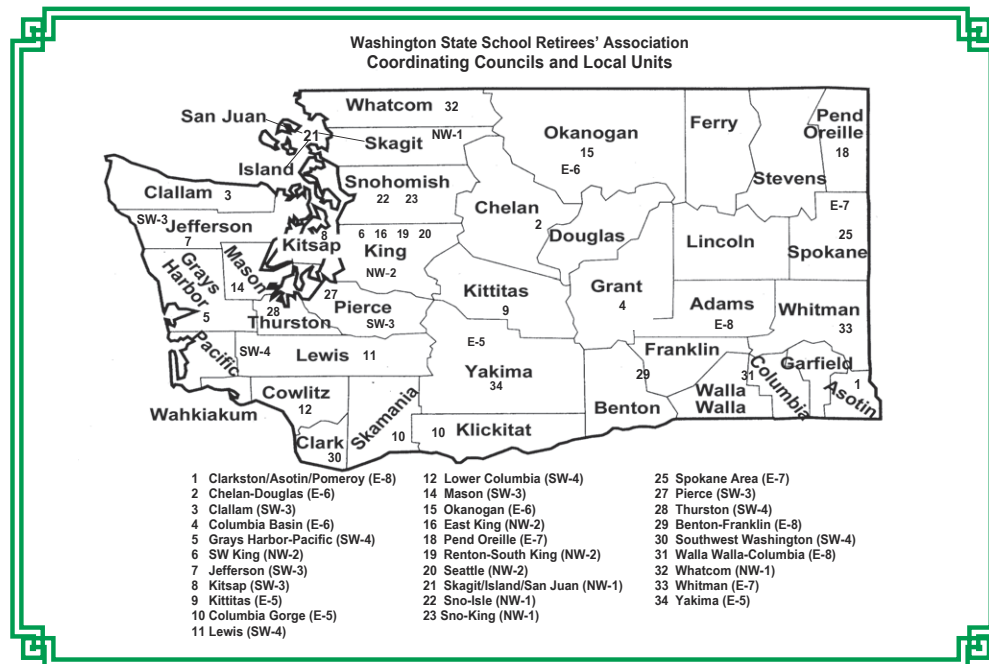 Washington State School Retirees' Association
Coordinating Councils and Local Units
Whatcom 32
San Juan
21
NW-1
Skagit
Island
Okanogan
15
E-6
Ferry
Pend
Oreille
18
Stevens
Clallam 3
Snohomish
22 23
Chelan
2
E-7
SW-3
Jefferson
7
8
Kitsap
6 16 19 20
King
NW-2
Douglas
Lincoln
25
Spokane
Grays
Harbor
5
Mason
14
27
Pierce
SW-3
28
Thurston
Kittitas
9
Grant
4
Adams
E-8
Whitman
33
Pacific
SW-4
Lewis 11
E-5
Yakima
34
Franklin
29
31
Columbia
Garfield
1
Asotin
Wahkiakum
Cowlitz
12
Skamania
10
10 Klickitat
Benton
Walla
Walla
Clark
30
1 Clarkston/Asotin/Pomeroy (E-8)
2 Chelan-Douglas (E-6)
3 Clallam (SW-3)
4 Columbia Basin (E-6)
5 Grays Harbor-Pacific (SW-4)
6 SW King (NW-2)
7 Jefferson (SW-3)
8 Kitsap (SW-3)
9 Kittitas (E-5)
10 Columbia Gorge (E-5)
11 Lewis (SW-4)
12 Lower Columbia (SW-4)
14 Mason (SW-3)
15 Okanogan (E-6)
16 East King (NW-2)
18 Pend Oreille (E-7)
19 Renton-South King (NW-2)
20 Seattle (NW-2)
21 Skagit/Island/San Juan (NW-1)
22 Sno-Isle (NW-1)
23 Sno-King (NW-1)
25 Spokane Area (E-7)
27 Pierce (SW-3)
28 Thurston (SW-4)
29 Benton-Franklin (E-8)
30 Southwest Washington (SW-4)
31 Walla Walla-Columbia (E-8)
32 Whatcom (NW-1)
33 Whitman (E-7)
34 Yakima (E-5)